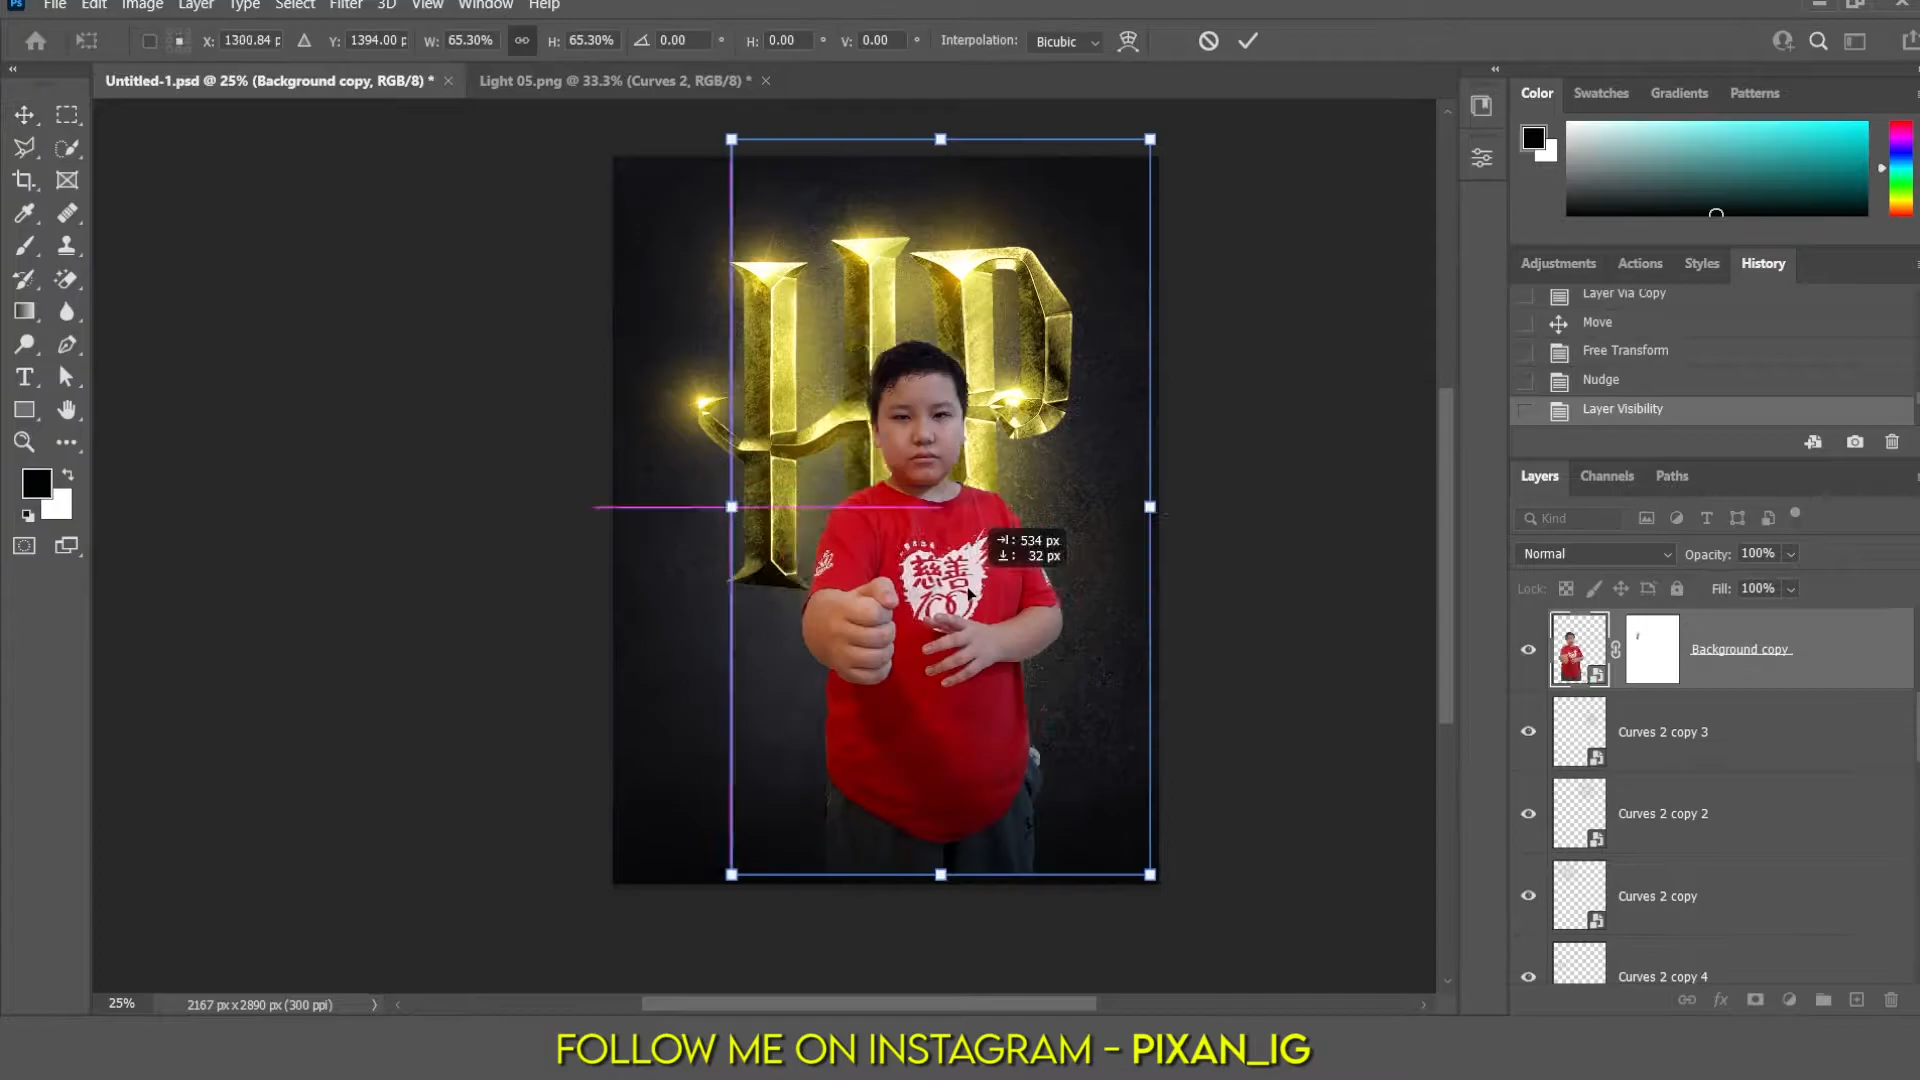 Ps File Edit Image Layer Type Select Filter 3D View Window Help
X: 1300.84 p Y: 1394.00 p W: 65.30% H: 65.30% 0.00 ° H: 0.00 ° V: 0.00 ° Interpolation: Bicubic
Untitled-1.psd @ 25% (Background copy, RGB/8) * × Light 05.png @ 33.3% (Curves 2, RGB/8) * ×
Color Swatches Gradients Patterns
Adjustments Actions Styles History
Layer Via Copy
Move
Free Transform
Nudge
Layer Visibility
Layers Channels Paths
Kind
Normal Opacity: 100%
Lock: Fill: 100%
Background copy
Curves 2 copy 3
Curves 2 copy 2
Curves 2 copy
Curves 2 copy 4
HP
: 534 px
: 32 px
慈善
100
25% 2167 px x 2890 px (300 ppi)
FOLLOW ME ON INSTAGRAM - PIXAN_IG